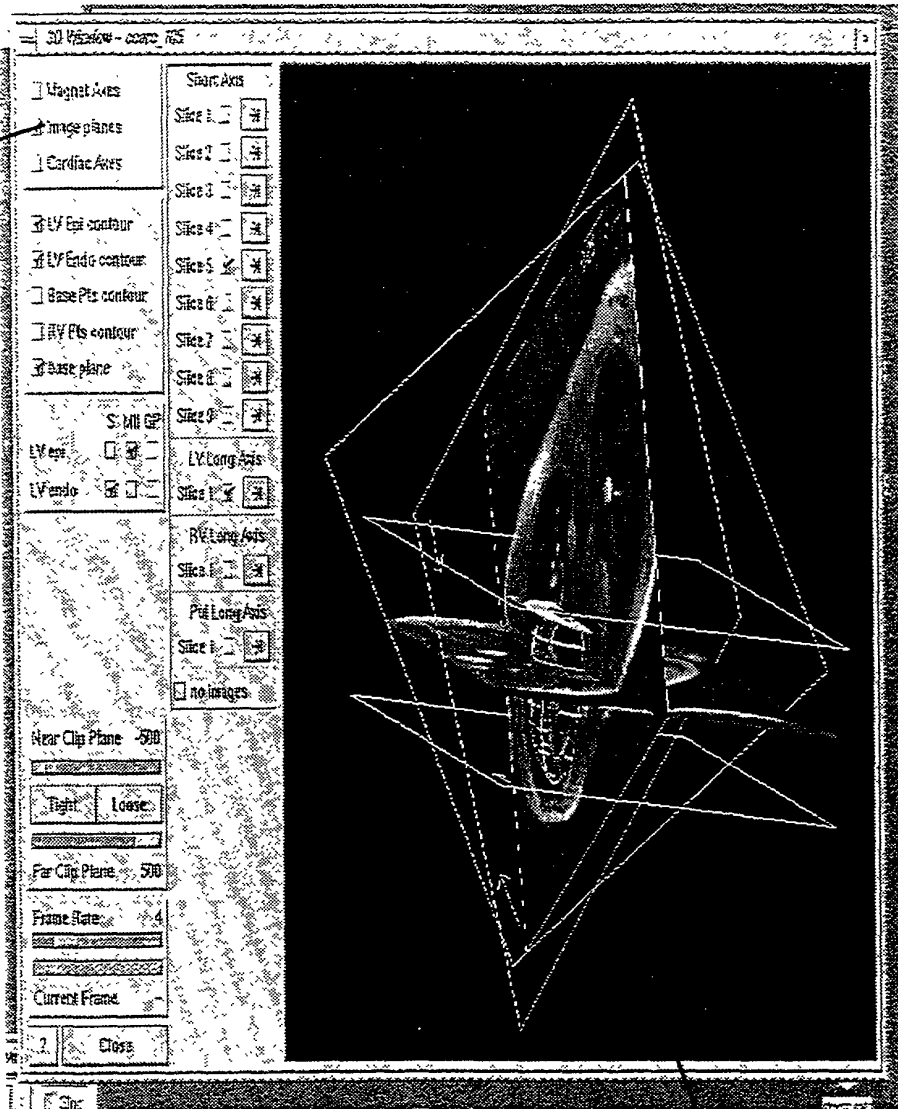 3D Window -
Magnet Axes
Image planes
Cardiac Axes
LV Epi contour
LV Endo contour
Base Pts contour
RV Pts contour
base plane
S MI GP
LV epi
LV endo
Short Axis
Slice 1
Slice 2
Slice 3
Slice 4
Slice 5
Slice 6
Slice 7
Slice 8
Slice 9
LV Long Axis
Slice 1
RV Long Axis
Slice 1
Pul Long Axis
Slice 1
no images
Near Clip Plane -500
Tight Loose
Far Clip Plane 500
Frame Rate 4
Current Frame -
? Close